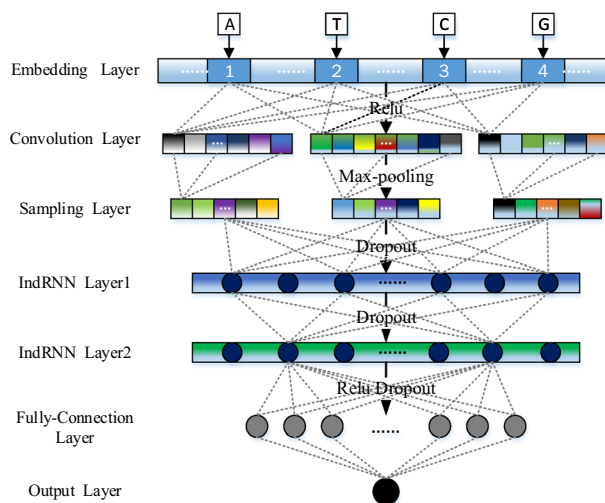 A T C G
Embedding Layer ...... 1 ...... 2 ...... 3 ...... 4 ......
Relu
Convolution Layer ... ... ...
Max-pooling
Sampling Layer ... ... ...
Dropout
IndRNN Layer1 ......
Dropout
IndRNN Layer2 ......
Relu Dropout
Fully-Connection
Layer ......
Output Layer